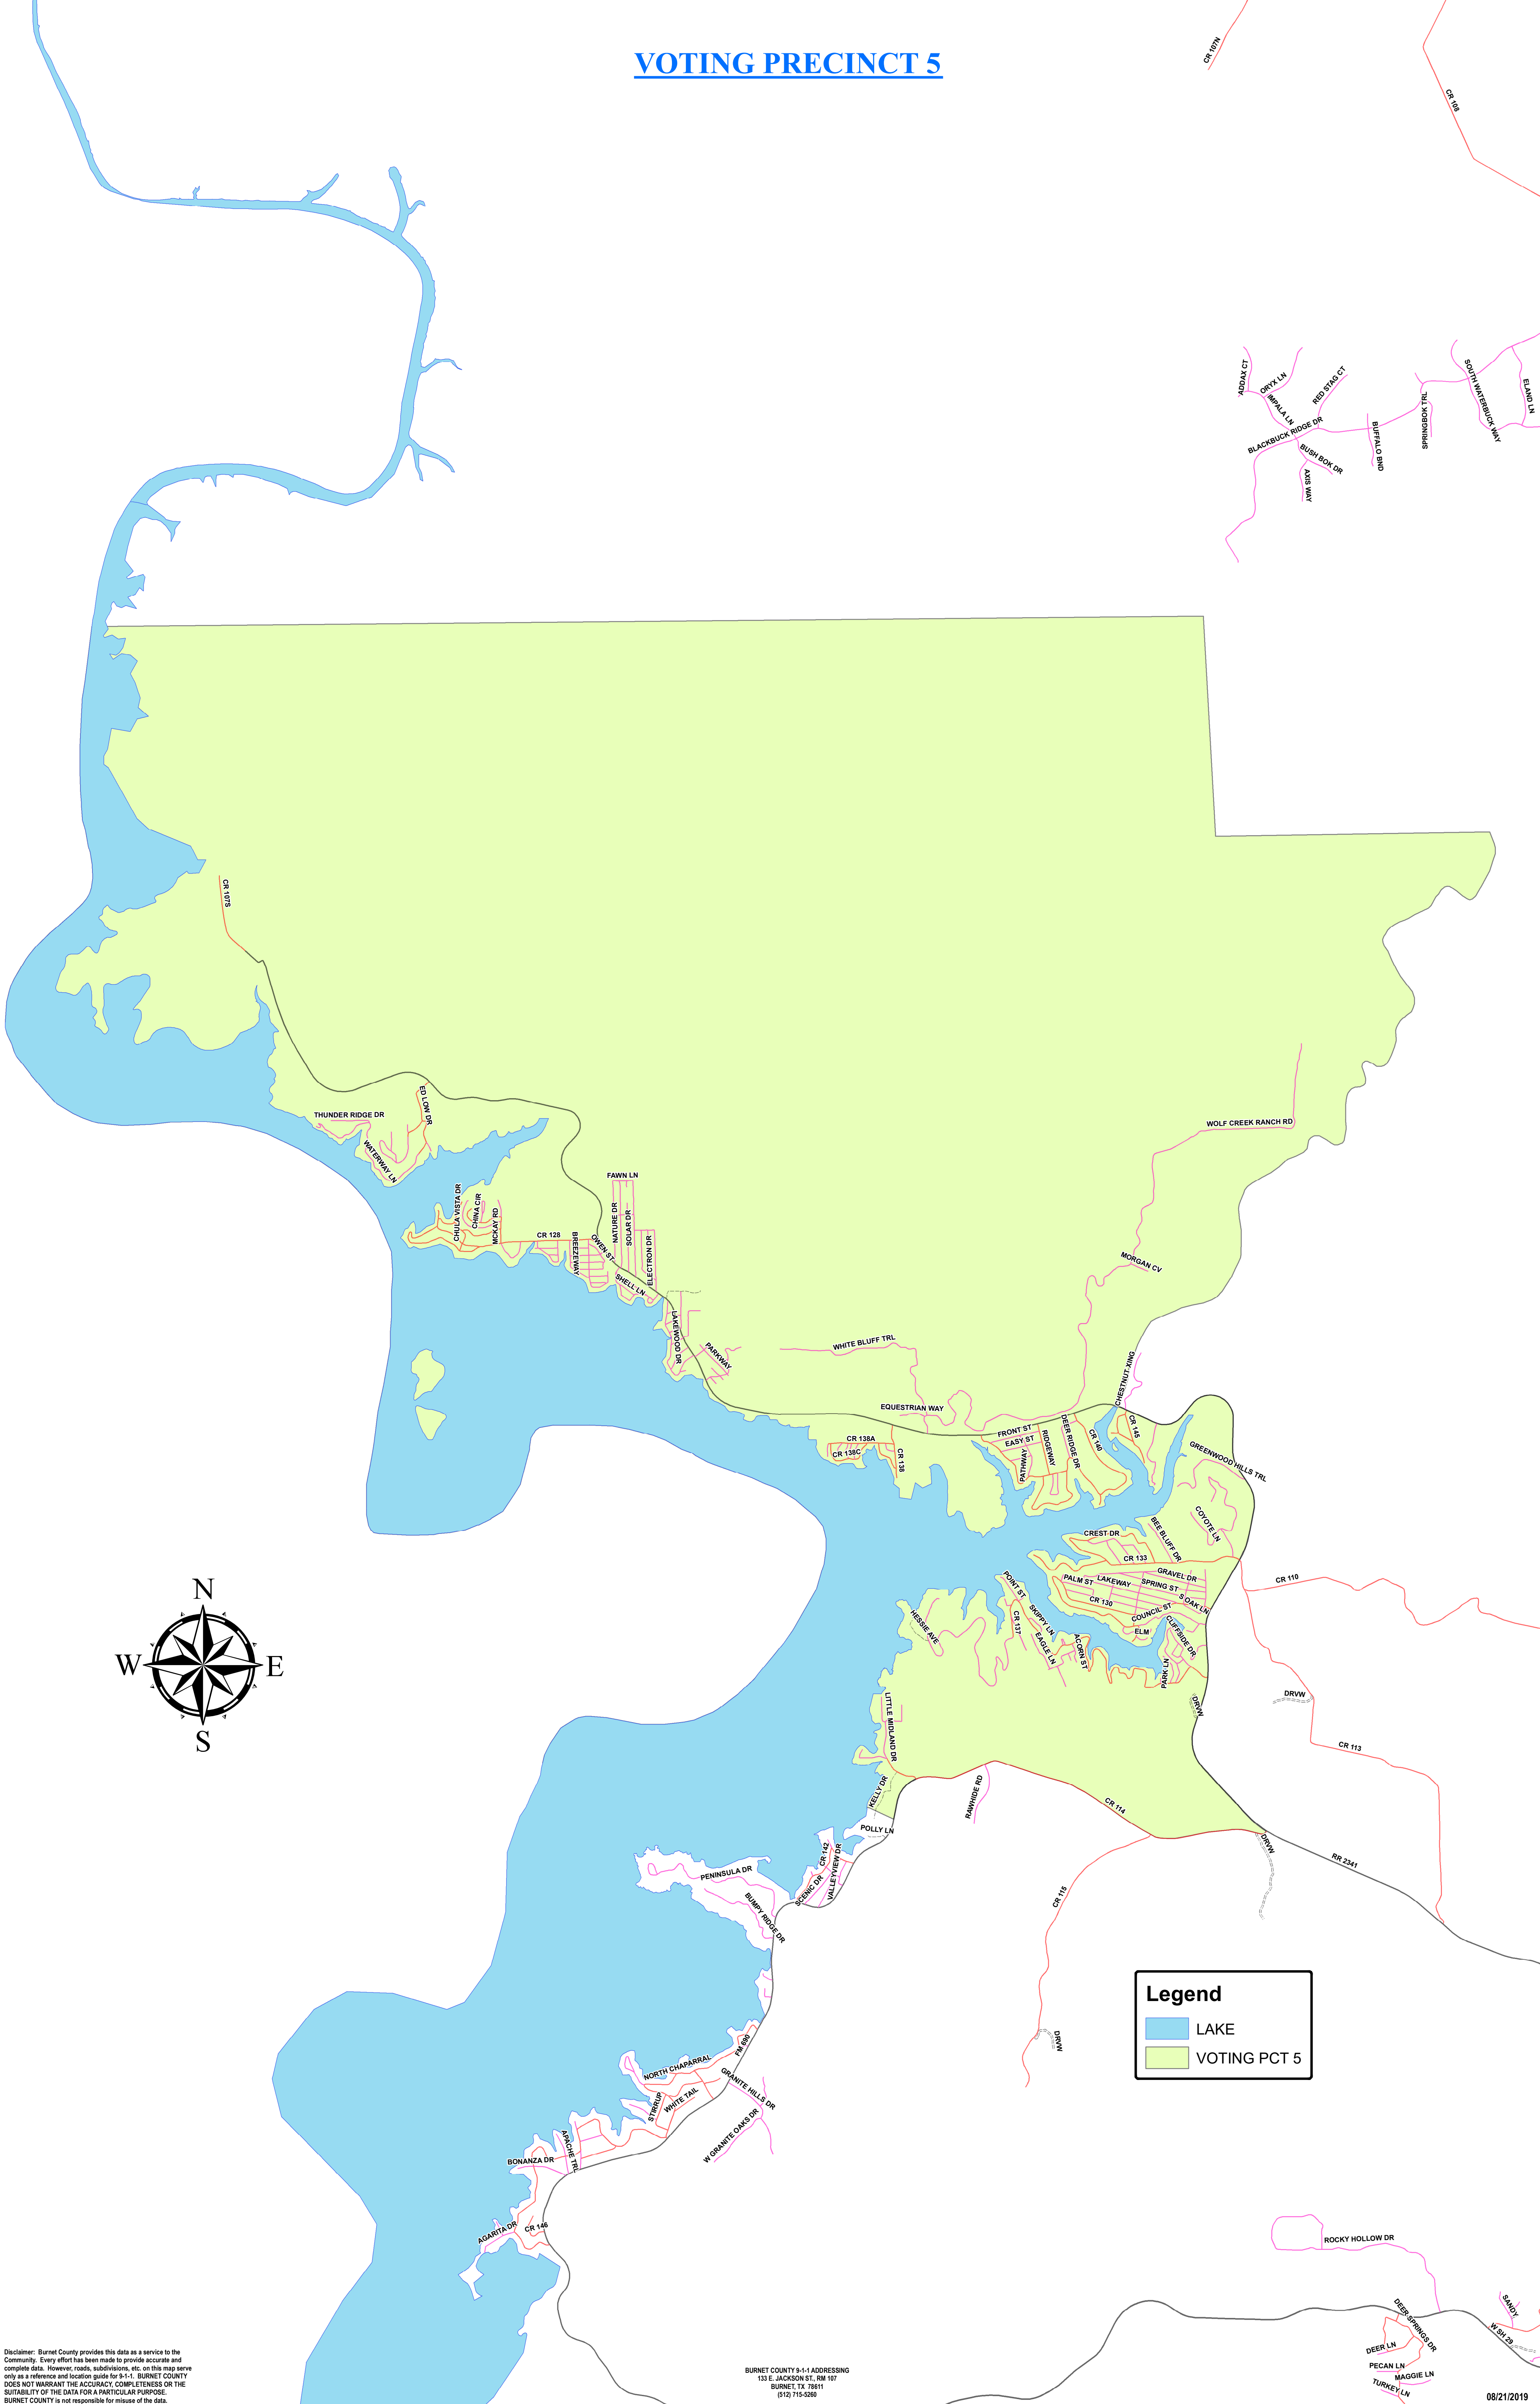 VOTING PRECINCT 5
CR 107N
CR 108
ADDAX CT
ORYX LN
IMPALA LN
RED STAG CT
BLACKBUCK RIDGE DR
BUSH BOK DR
AXIS WAY
BUFFALO BND
SPRINGBOK TRL
SOUTH WATERBUCK WAY
ELAND LN
CR 107S
THUNDER RIDGE DR
ED LOW DR
WATERWAY LN
WOLF CREEK RANCH RD
FAWN LN
CHULA VISTA DR
CHINA CIR
MCKAY RD
CR 128
BREEZEWAY
OWEN ST
NATURE DR
SOLAR DR
ELECTRON DR
SHELL LN
MORGAN CV
LAKEWOOD DR
PARKWAY
WHITE BLUFF TRL
CHESTNUT XING
EQUESTRIAN WAY
CR 138A
CR 138C
CR 138
FRONT ST
EASY ST
PATHWAY
RIDGEWAY
DEER RIDGE DR
CR 140
CR 145
GREENWOOD HILLS TRL
COYOTE LN
BEE BLUFF DR
CREST DR
CR 133
GRAVEL DR
PALM ST
LAKEWAY
SPRING ST
S OAK LN
CR 130
COUNCIL ST
ELM
CLIFFSIDE DR
PARK LN
POINT ST
SKIPPY LN
CR 137
EAGLE LN
ACORN ST
HESSIE AVE
CR 110
DRVW
DRVW
CR 113
LITTLE MIDLAND DR
KELLY DR
RAWHIDE RD
CR 114
POLLY LN
DRVW
RR 2341
CR 142
VALLEYVIEW DR
SCENIC DR
PENINSULA DR
BUMPY RIDGE DR
CR 115
N
W
E
S
Legend
LAKE
VOTING PCT 5
DRVW
FM 690
NORTH CHAPARRAL
GRANITE HILLS DR
STIRRUP
WHITE TAIL
W GRANITE OAKS DR
APACHE TRL
BONANZA DR
AGARITA DR
CR 146
ROCKY HOLLOW DR
SANDY
W SH 29
DEER SPRINGS DR
DEER LN
PECAN LN
MAGGIE LN
TURKEY LN
Disclaimer: Burnet County provides this data as a service to the
Community. Every effort has been made to provide accurate and
complete data. However, roads, subdivisions, etc. on this map serve
only as a reference and location guide for 9-1-1. BURNET COUNTY
DOES NOT WARRANT THE ACCURACY, COMPLETENESS OR THE
SUITABILITY OF THE DATA FOR A PARTICULAR PURPOSE.
BURNET COUNTY is not responsible for misuse of the data.
BURNET COUNTY 9-1-1 ADDRESSING
133 E. JACKSON ST., RM 107
BURNET, TX 78611
(512) 715-5260
08/21/2019